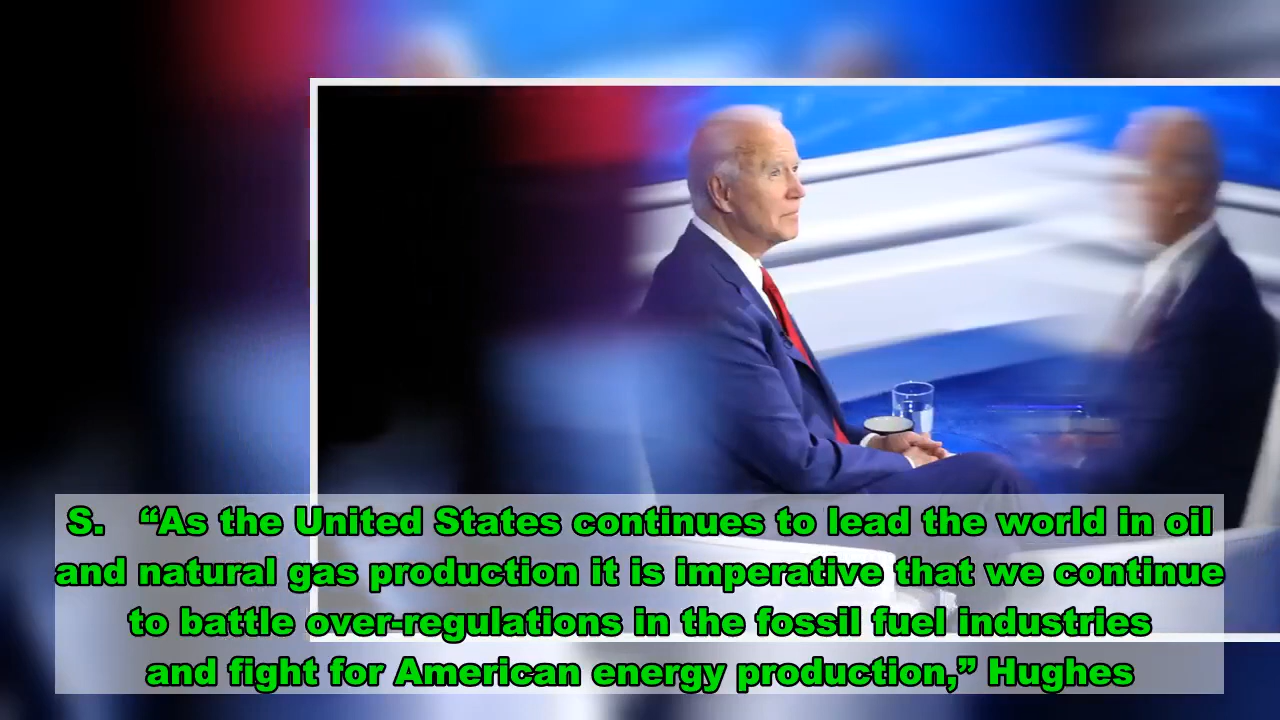 S. “As the United States continues to lead the world in oil
and natural gas production it is imperative that we continue
to battle over-regulations in the fossil fuel industries
and fight for American energy production,” Hughes